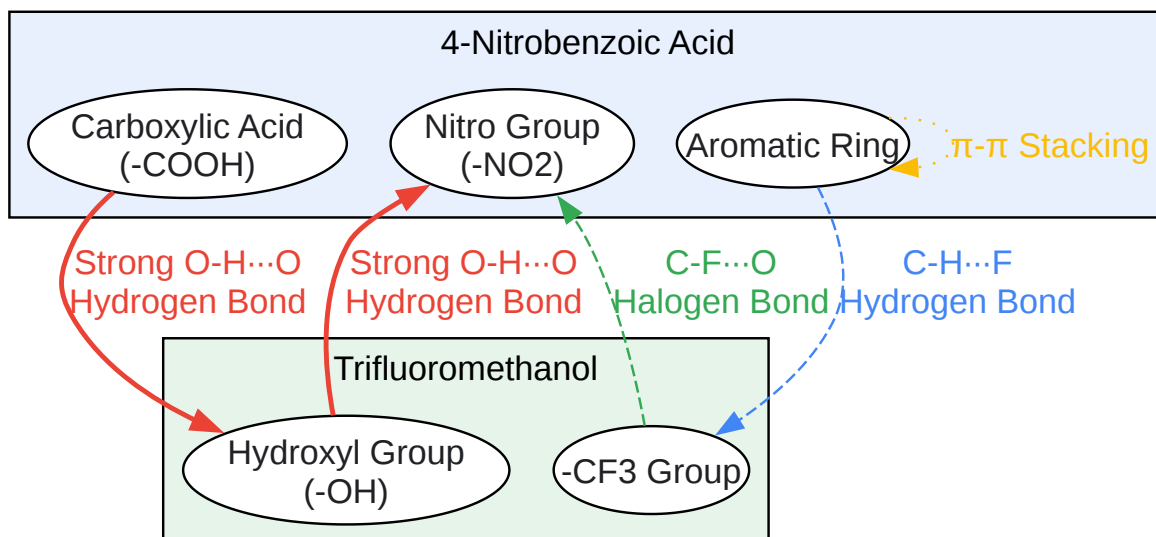 4-Nitrobenzoic Acid
Carboxylic Acid
(-COOH)
Nitro Group
(-NO2)
Aromatic Ring
π-π Stacking
Strong O-H···O
Hydrogen Bond
Strong O-H···O
Hydrogen Bond
C-F···O
Halogen Bond
C-H···F
Hydrogen Bond
Trifluoromethanol
Hydroxyl Group
(-OH)
-CF3 Group